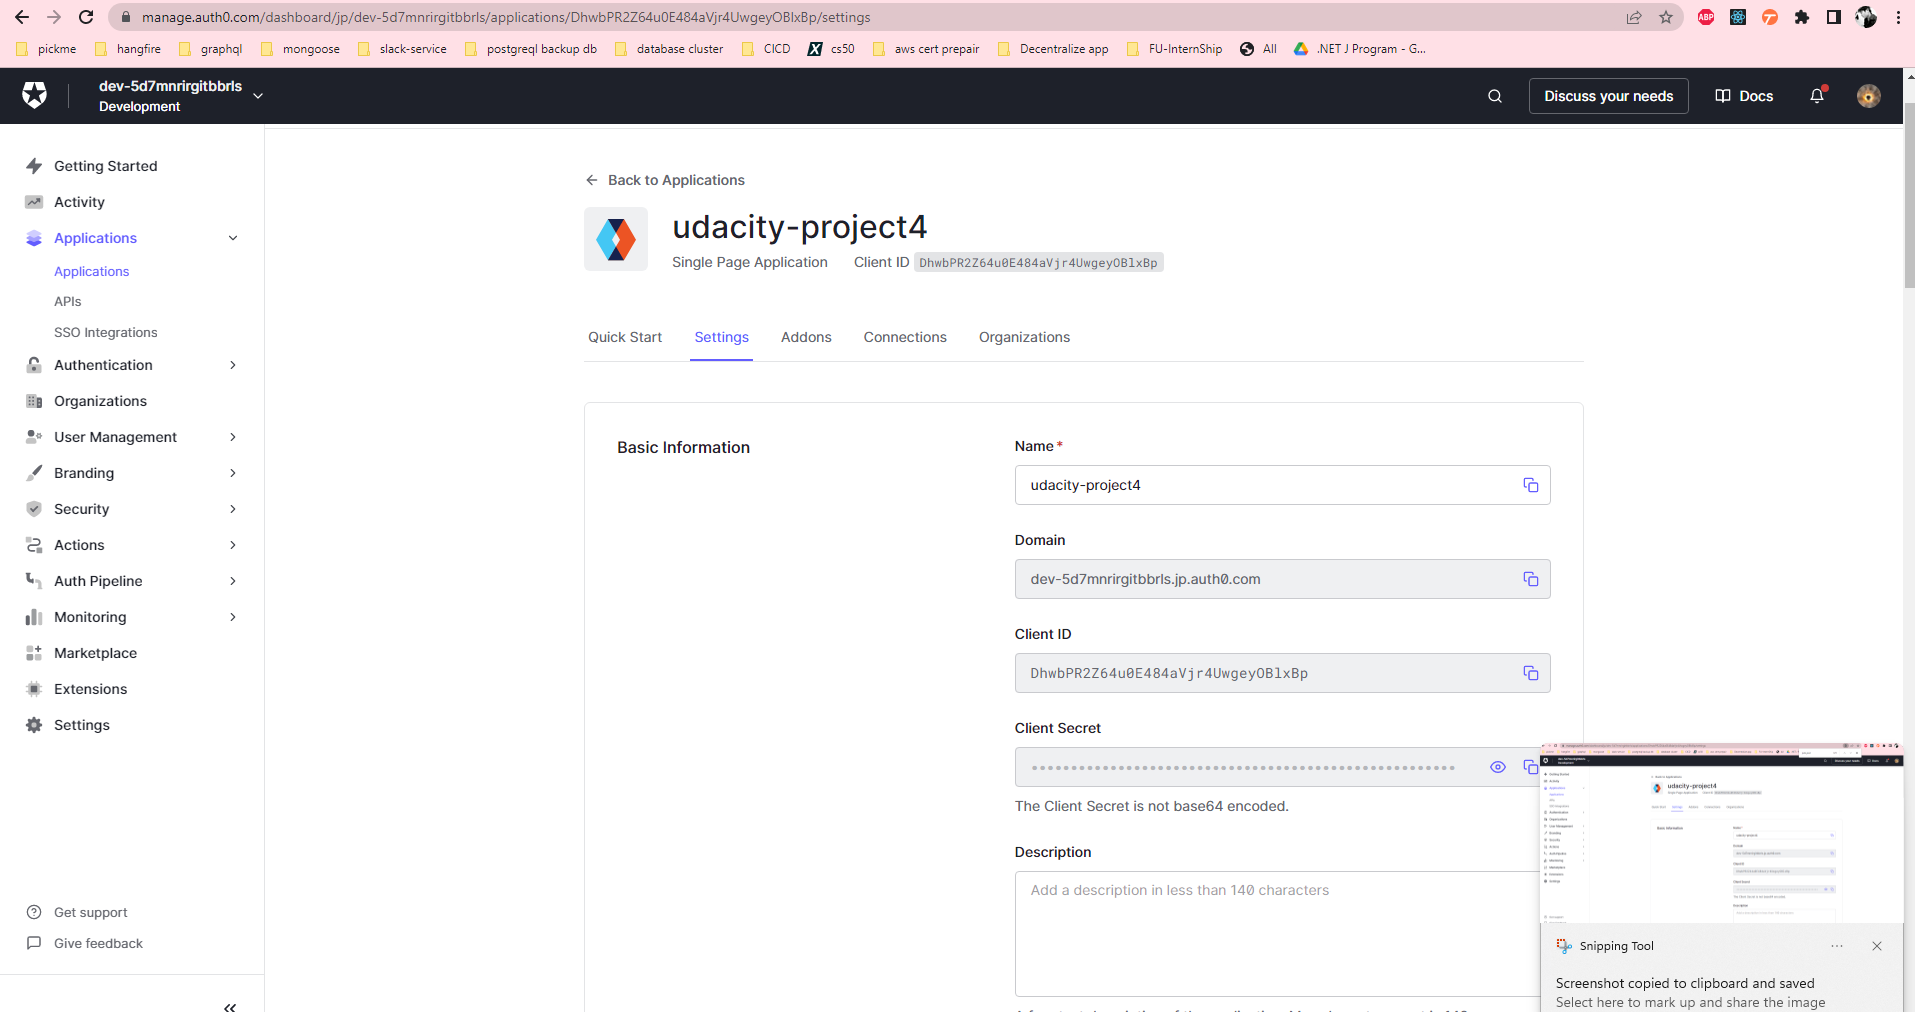 manage.auth0.com/dashboard/jp/dev-5d7mnrirgitbbrls/applications/DhwbPR2Z64u0E484aVjr4UwgeyOBlxBp/settings
ABP
pickme hangfire graphql mongoose slack-service postgreql backup db database cluster CICD cs50 aws cert prepair Decentralize app FU-InternShip All .NET J Program - G...
dev-5d7mnrirgitbbrls
Development
Discuss your needs
Docs
Getting Started
Activity
Applications
Applications
APIs
SSO Integrations
Authentication
Organizations
User Management
Branding
Security
Actions
Auth Pipeline
Monitoring
Marketplace
Extensions
Settings
Get support
Give feedback
Back to Applications
udacity-project4
Single Page Application Client ID DhwbPR2Z64u0E484aVjr4UwgeyOBlxBp
Quick Start Settings Addons Connections Organizations
Basic Information
Name*
udacity-project4
Domain
dev-5d7mnrirgitbbrls.jp.auth0.com
Client ID
DhwbPR2Z64u0E484aVjr4UwgeyOBlxBp
Client Secret
The Client Secret is not base64 encoded.
Description
Add a description in less than 140 characters
udacity-project4
Snipping Tool
Screenshot copied to clipboard and saved
Select here to mark up and share the image